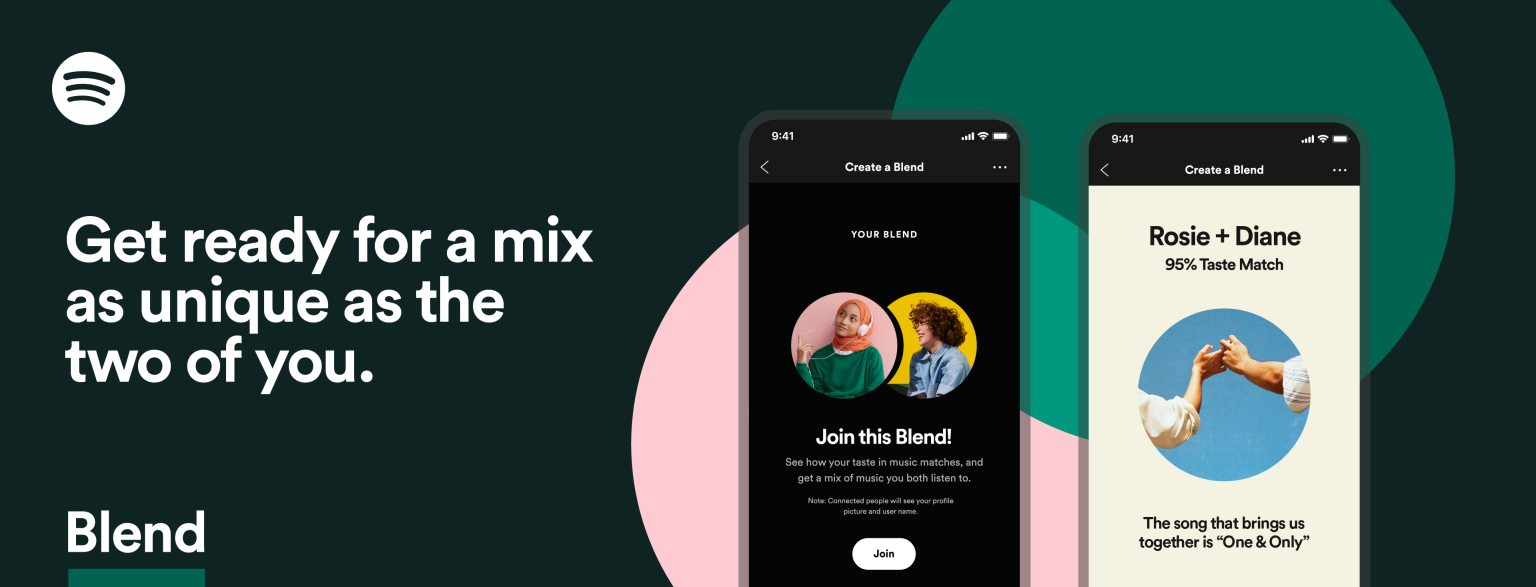 Get ready for a mix
as unique as the
two of you.
Blend
9:41
Create a Blend
YOUR BLEND
Join this Blend!
See how your taste in music matches, and
get a mix of music you both listen to.
Note: Connected people will see your profile
picture and user name.
Join
9:41
Create a Blend
Rosie + Diane
95% Taste Match
The song that brings us
together is “One & Only”